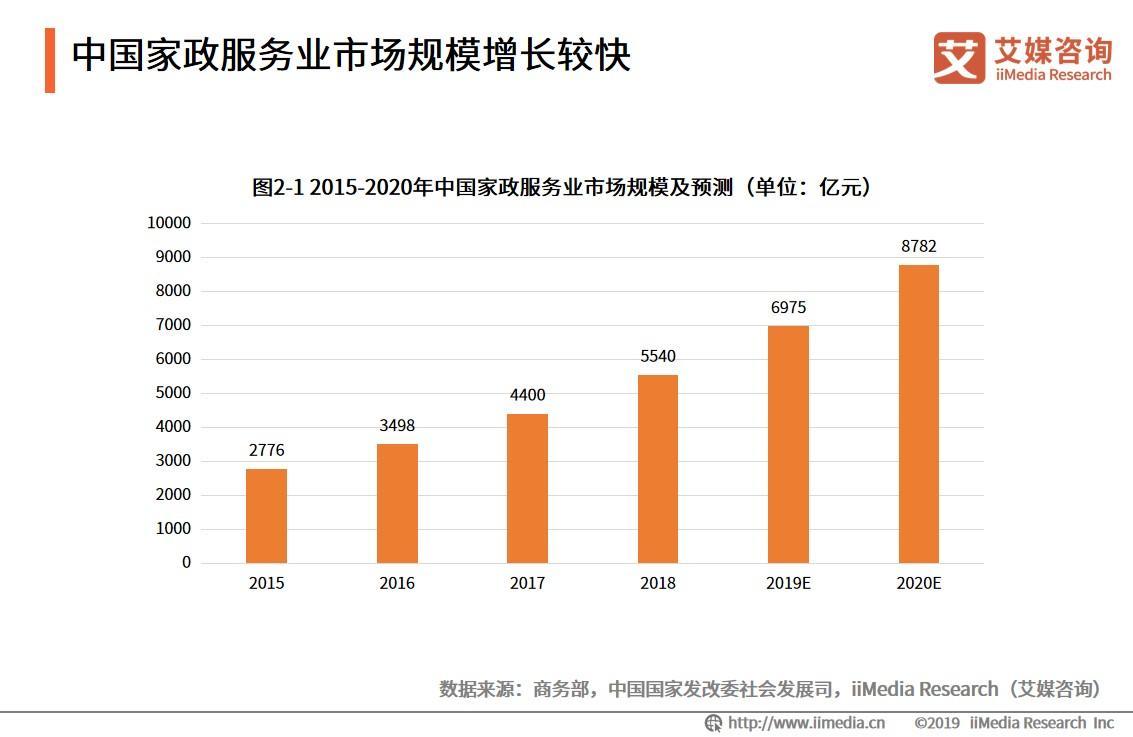 中国家政服务业市场规模增长较快
艾 艾媒咨询
iiMedia Research
图2-1 2015-2020年中国家政服务业市场规模及预测（单位：亿元）
10000
9000
8000
7000
6000
5000
4000
3000
2000
1000
0
2776
3498
4400
5540
6975
8782
2015 2016 2017 2018 2019E 2020E
数据来源：商务部，中国国家发改委社会发展司，iiMedia Research（艾媒咨询）
http://www.iimedia.cn ©2019 iiMedia Research Inc